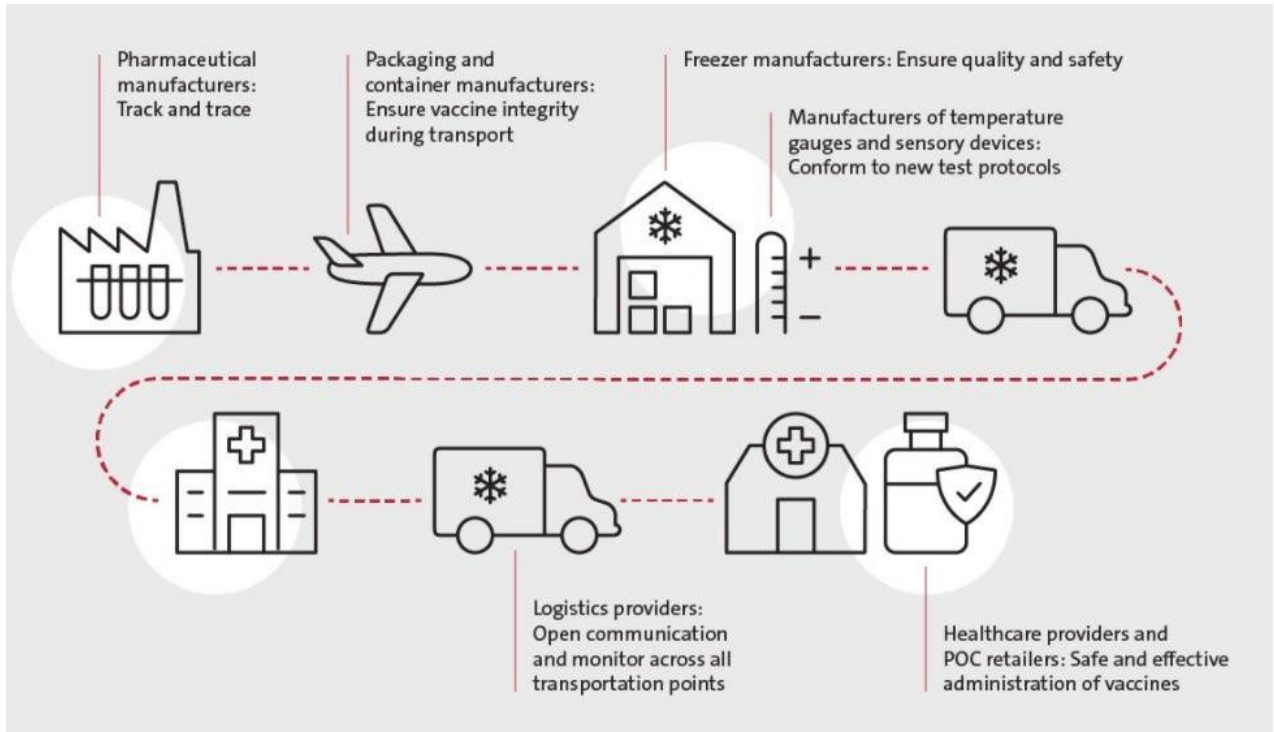 Pharmaceutical
manufacturers:
Track and trace
Packaging and
container manufacturers:
Ensure vaccine integrity
during transport
Freezer manufacturers: Ensure quality and safety
Manufacturers of temperature
gauges and sensory devices:
Conform to new test protocols
+
–
Logistics providers:
Open communication
and monitor across all
transportation points
Healthcare providers and
POC retailers: Safe and effective
administration of vaccines